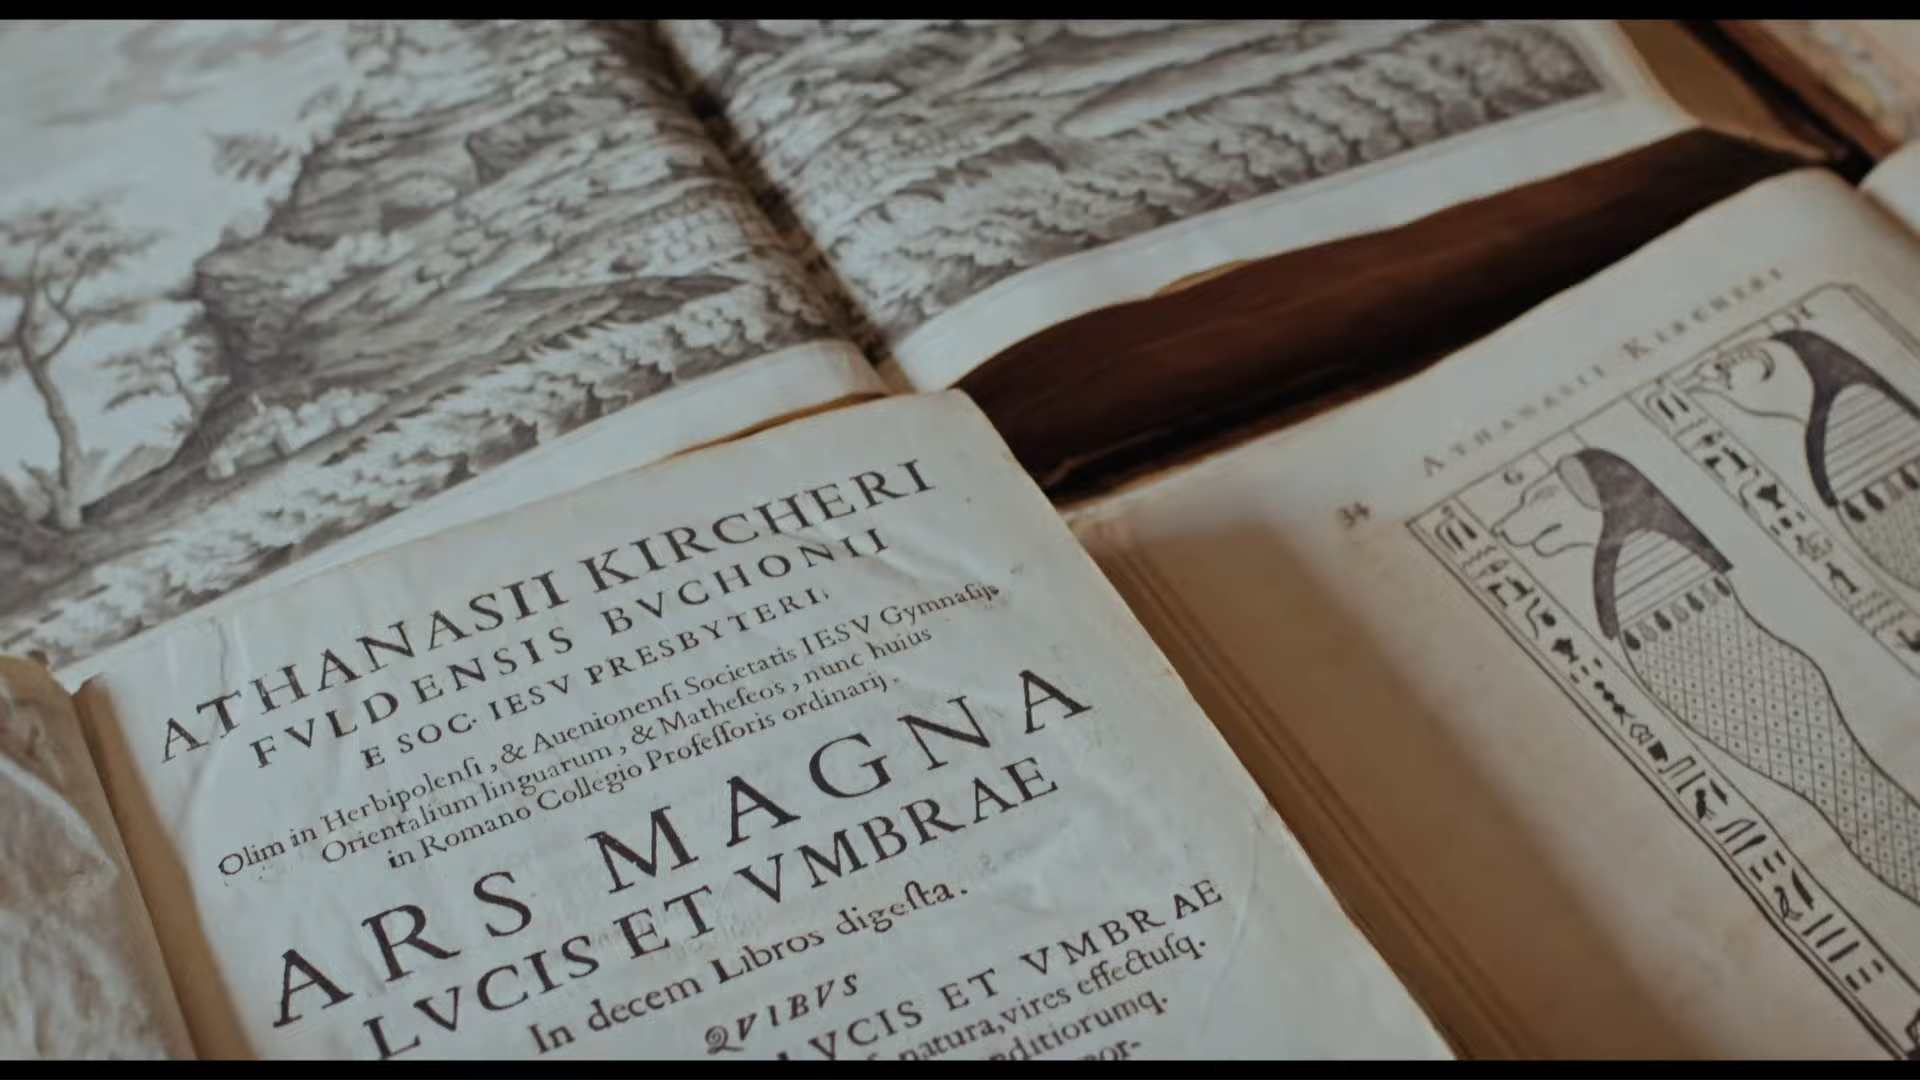 ATHANASII KIRCHERI
FVLDENSIS BVCHONII
E SOC. IESV PRESBYTERI,
Olim in Herbipolensi, & Auenionensi Societatis IESV Gymnasijs
Orientalium linguarum, & Matheseos, nunc huius
in Romano Collegio Professoris ordinarij.
ARS MAGNA
LVCIS ET VMBRAE
In decem Libros digesta.
QVIBVS
LVCIS ET VMBRAE
natura, vires effectusq.
34 ATHANASII KIRCHERI
G
H